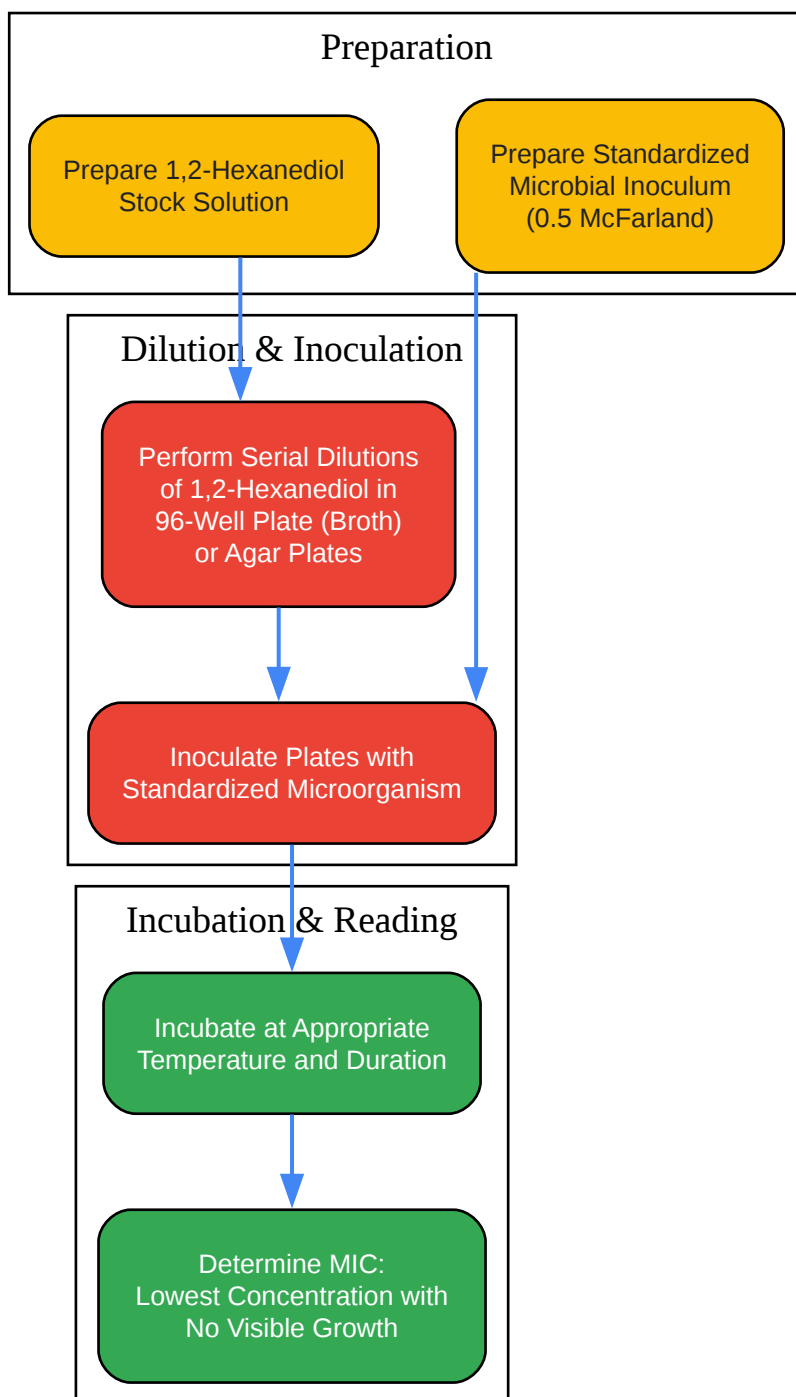 Preparation
Prepare 1,2-Hexanediol
Stock Solution
Prepare Standardized
Microbial Inoculum
(0.5 McFarland)
Dilution & Inoculation
Perform Serial Dilutions
of 1,2-Hexanediol in
96-Well Plate (Broth)
or Agar Plates
Inoculate Plates with
Standardized Microorganism
Incubation & Reading
Incubate at Appropriate
Temperature and Duration
Determine MIC:
Lowest Concentration with
No Visible Growth